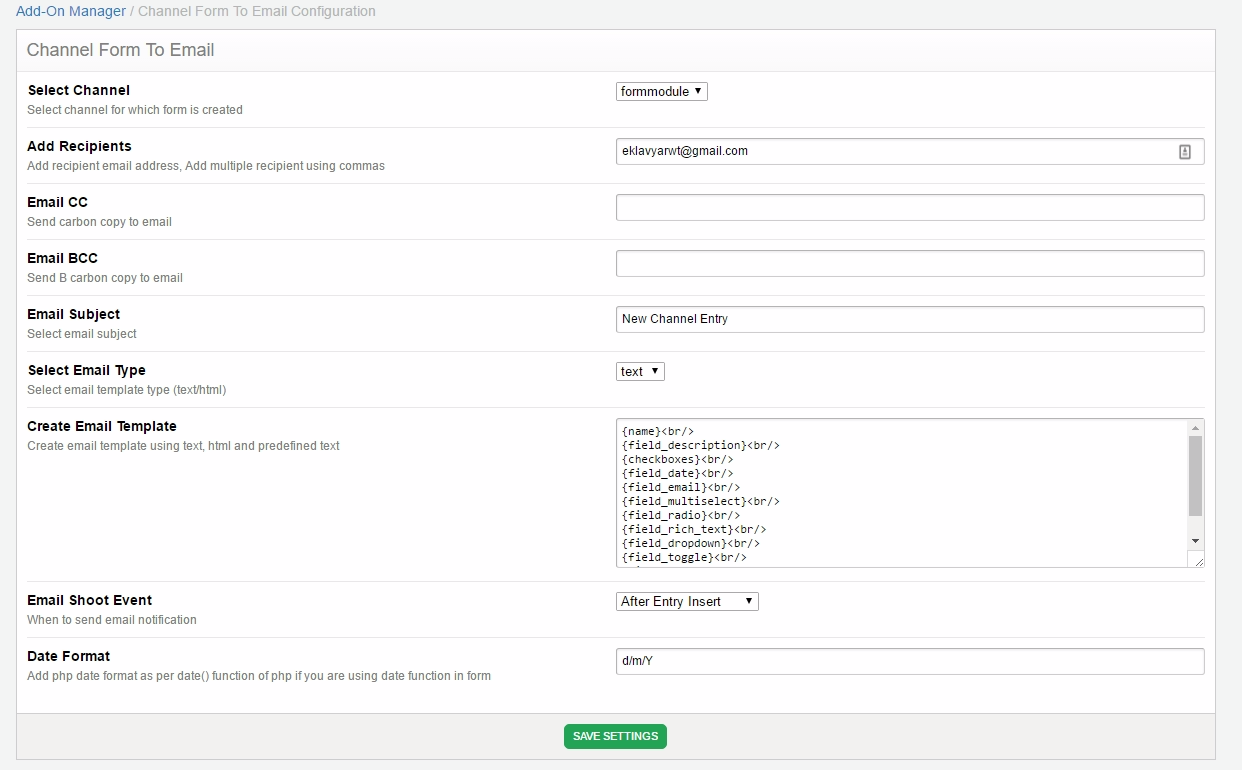 Add-On Manager / Channel Form To Email Configuration
Channel Form To Email
Select Channel
Select channel for which form is created
formmodule
Add Recipients
Add recipient email address, Add multiple recipient using commas
eklavyarwt@gmail.com
Email CC
Send carbon copy to email
Email BCC
Send B carbon copy to email
Email Subject
Select email subject
New Channel Entry
Select Email Type
Select email template type (text/html)
text
Create Email Template
Create email template using text, html and predefined text
{name}<br/>
{field_description}<br/>
{checkboxes}<br/>
{field_date}<br/>
{field_email}<br/>
{field_multiselect}<br/>
{field_radio}<br/>
{field_rich_text}<br/>
{field_dropdown}<br/>
{field_toggle}<br/>
Email Shoot Event
When to send email notification
After Entry Insert
Date Format
Add php date format as per date() function of php if you are using date function in form
d/m/Y
SAVE SETTINGS